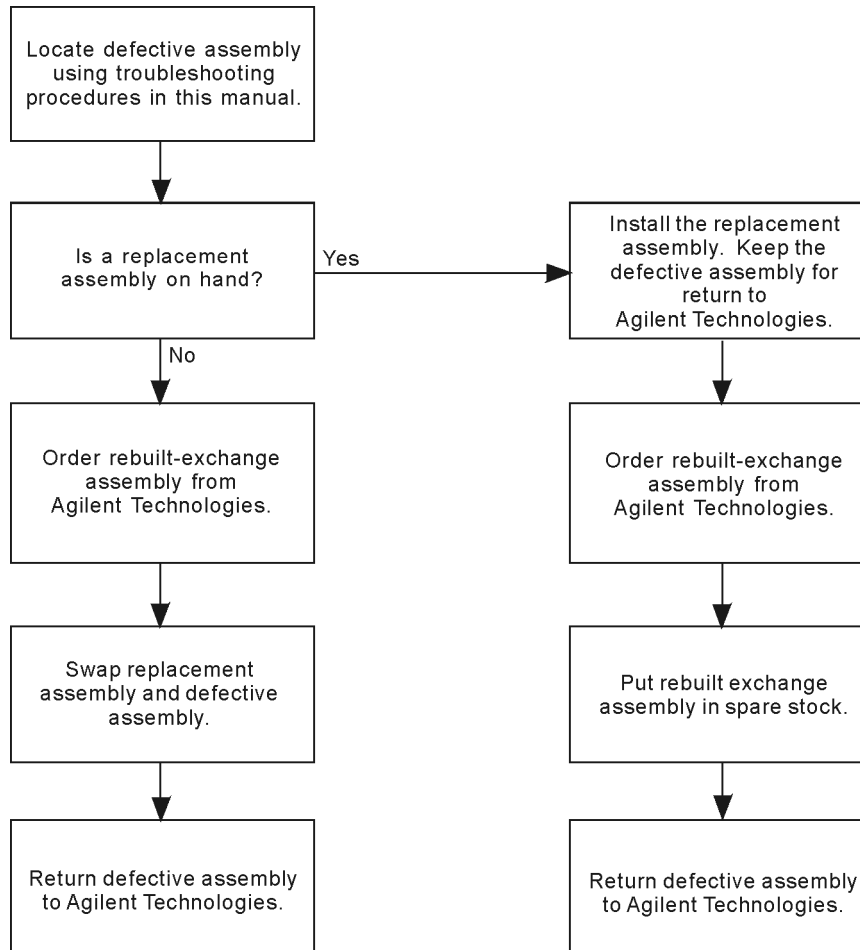 Locate defective assembly
using troubleshooting
procedures in this manual.
Is a replacement
assembly on hand?
Yes
Install the replacement
assembly. Keep the
defective assembly for
return to
Agilent Technologies.
No
Order rebuilt-exchange
assembly from
Agilent Technologies.
Order rebuilt-exchange
assembly from
Agilent Technologies.
Swap replacement
assembly and defective
assembly.
Put rebuilt exchange
assembly in spare stock.
Return defective assembly
to Agilent Technologies.
Return defective assembly
to Agilent Technologies.